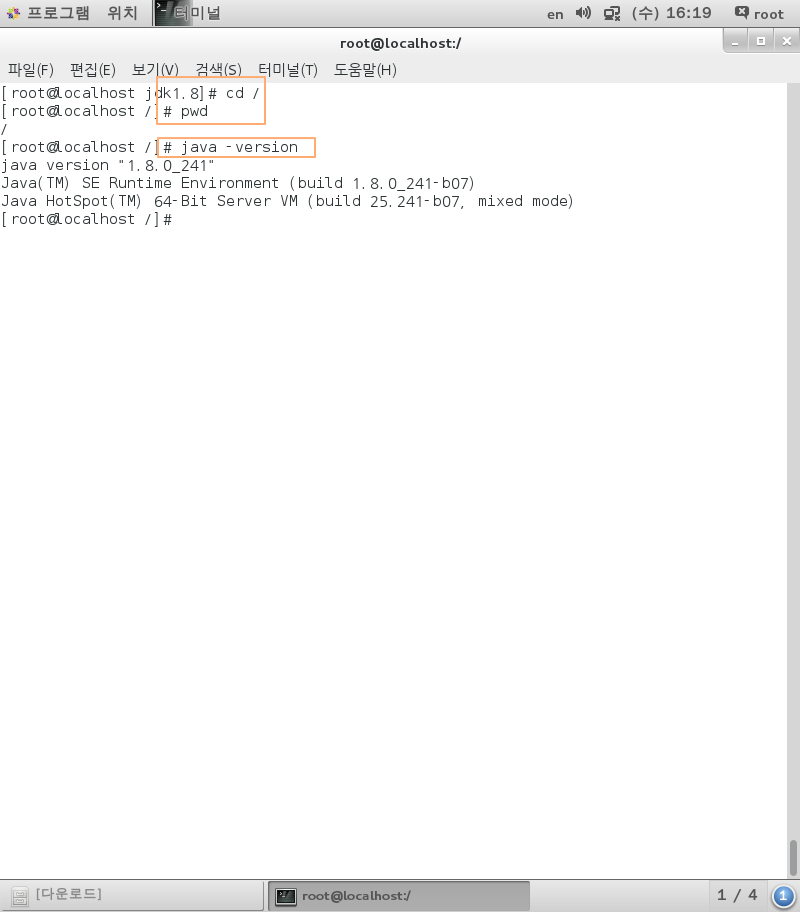 프로그램 위치 터미널 en (수) 16:19 root
root@localhost:/
파일(F) 편집(E) 보기(V) 검색(S) 터미널(T) 도움말(H)
[root@localhost jdk1.8]# cd /
[root@localhost /]# pwd
/
[root@localhost /]# java -version
java version "1.8.0_241"
Java(TM) SE Runtime Environment (build 1.8.0_241-b07)
Java HotSpot(TM) 64-Bit Server VM (build 25.241-b07, mixed mode)
[root@localhost /]#
[다운로드] root@localhost:/ 1 / 4 1